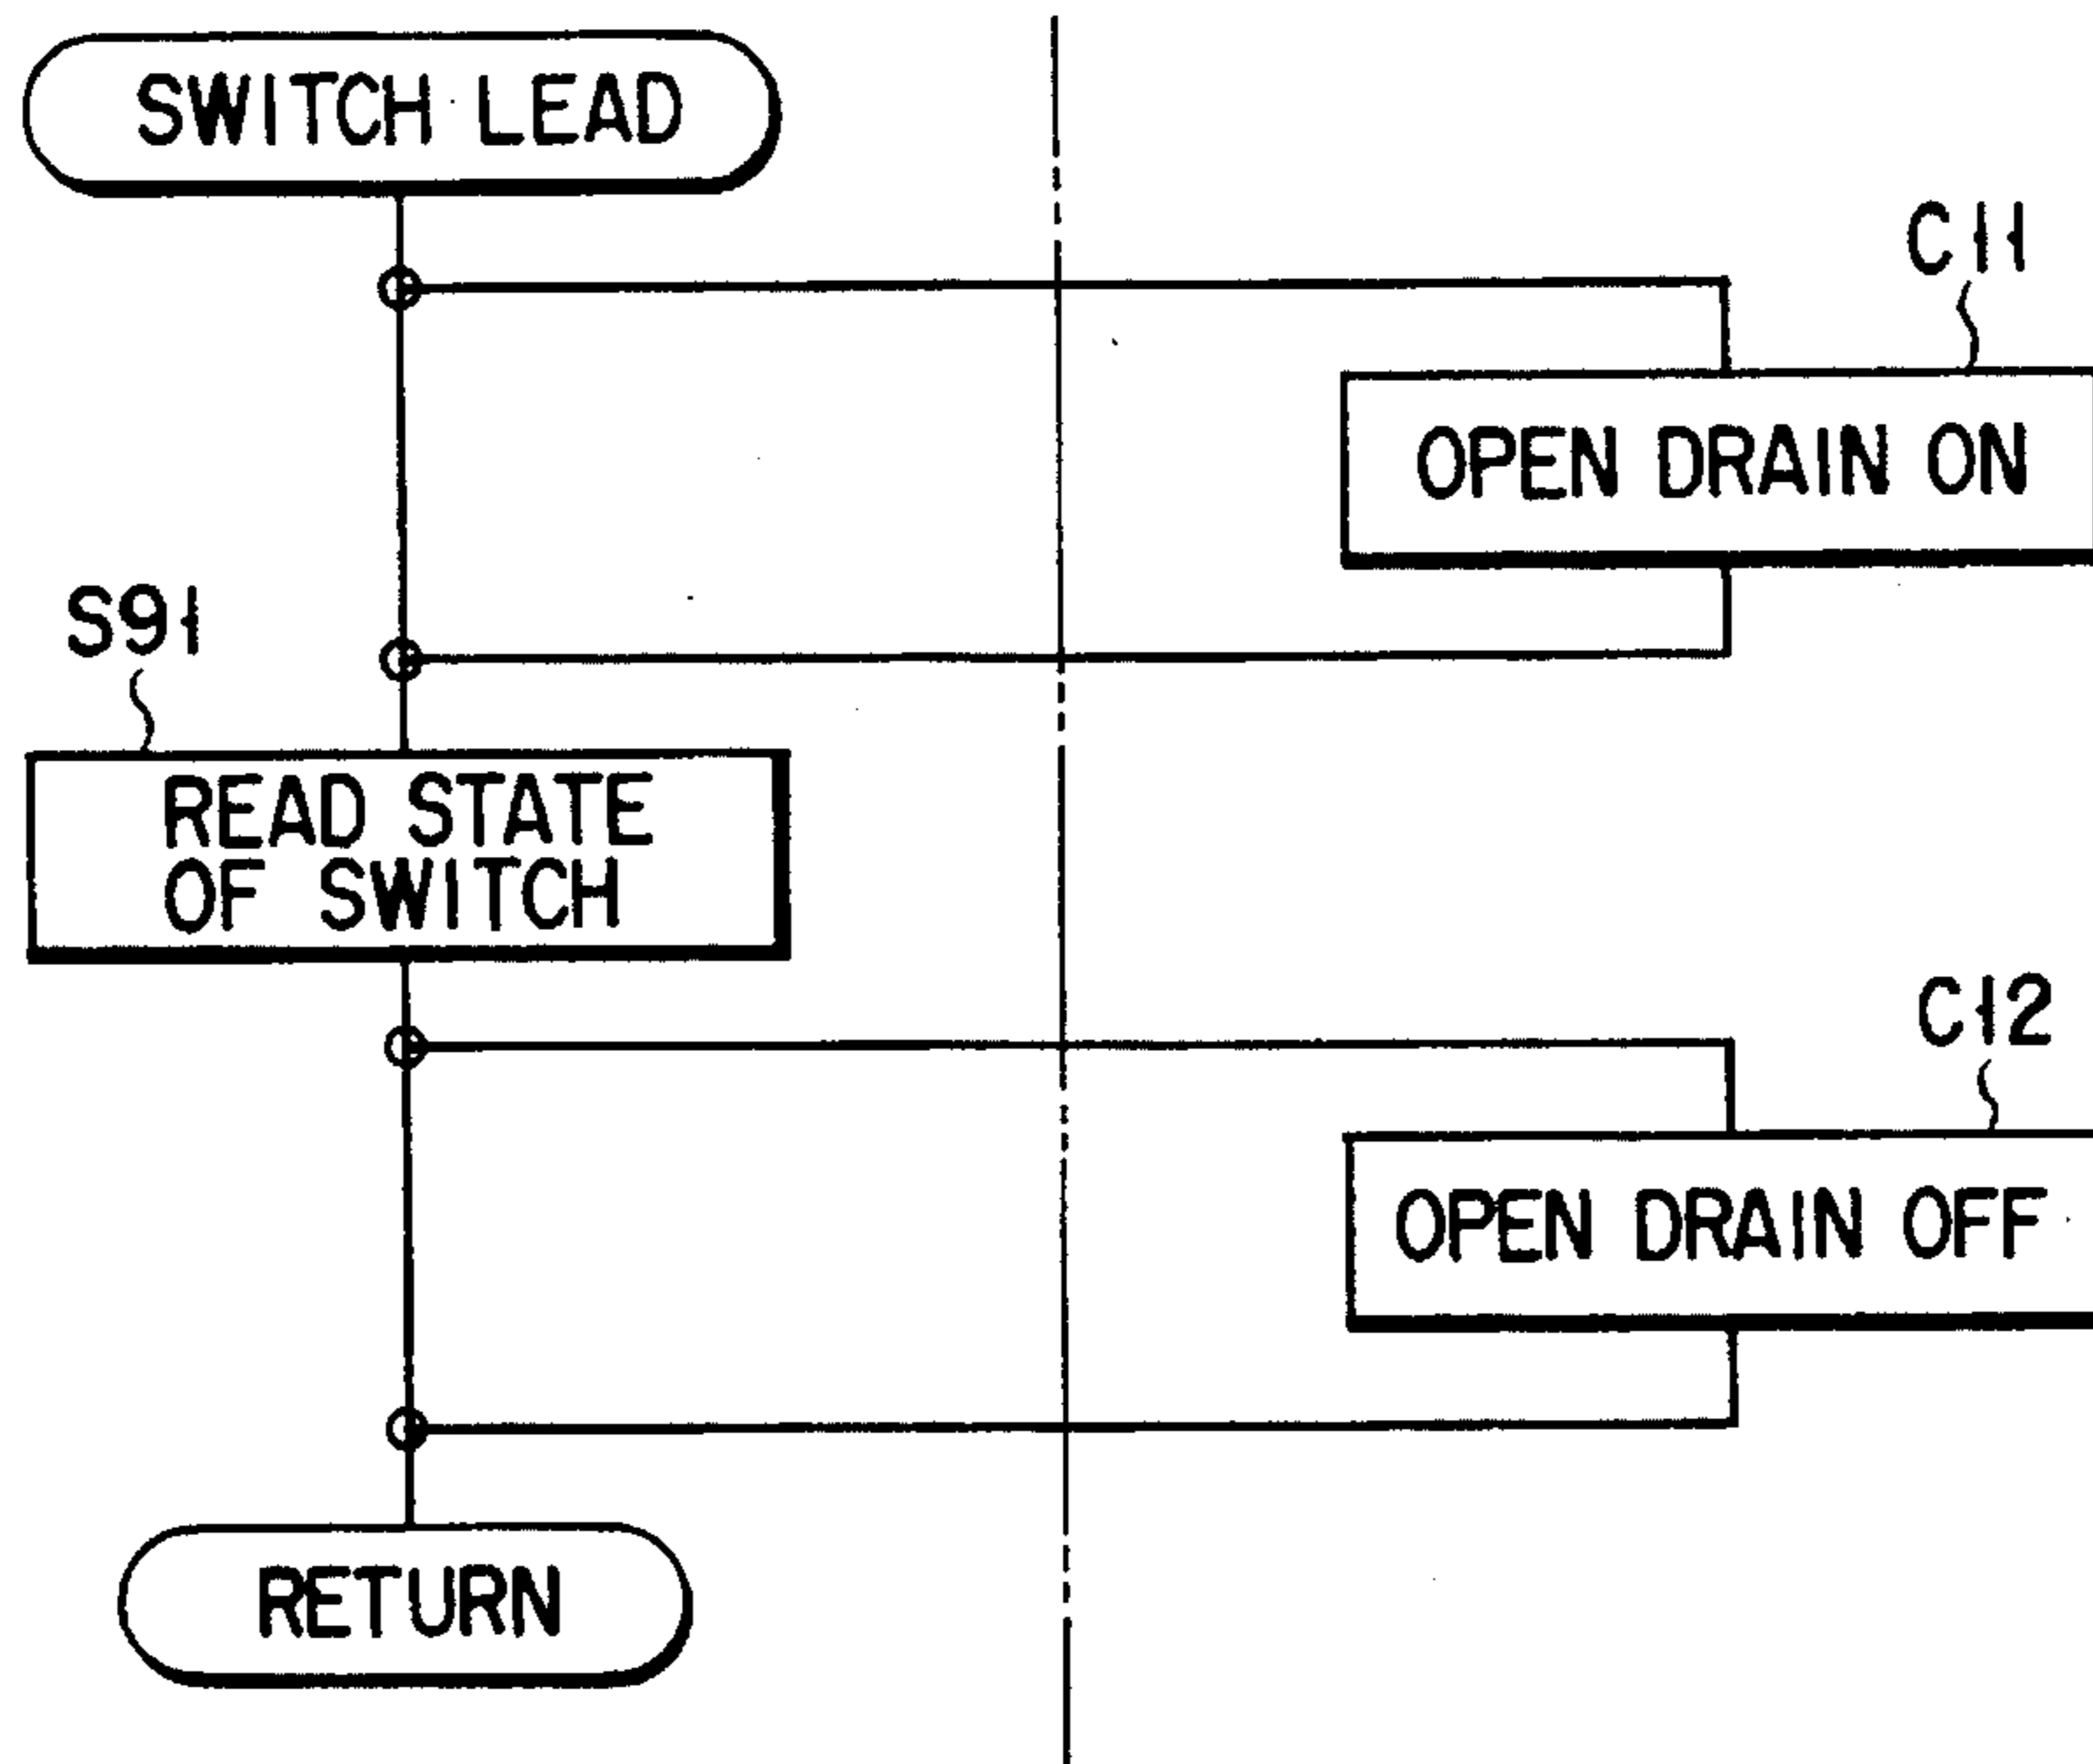 SWITCH LEAD
C11
OPEN DRAIN ON
S91
READ STATE
OF SWITCH
C12
OPEN DRAIN OFF
RETURN